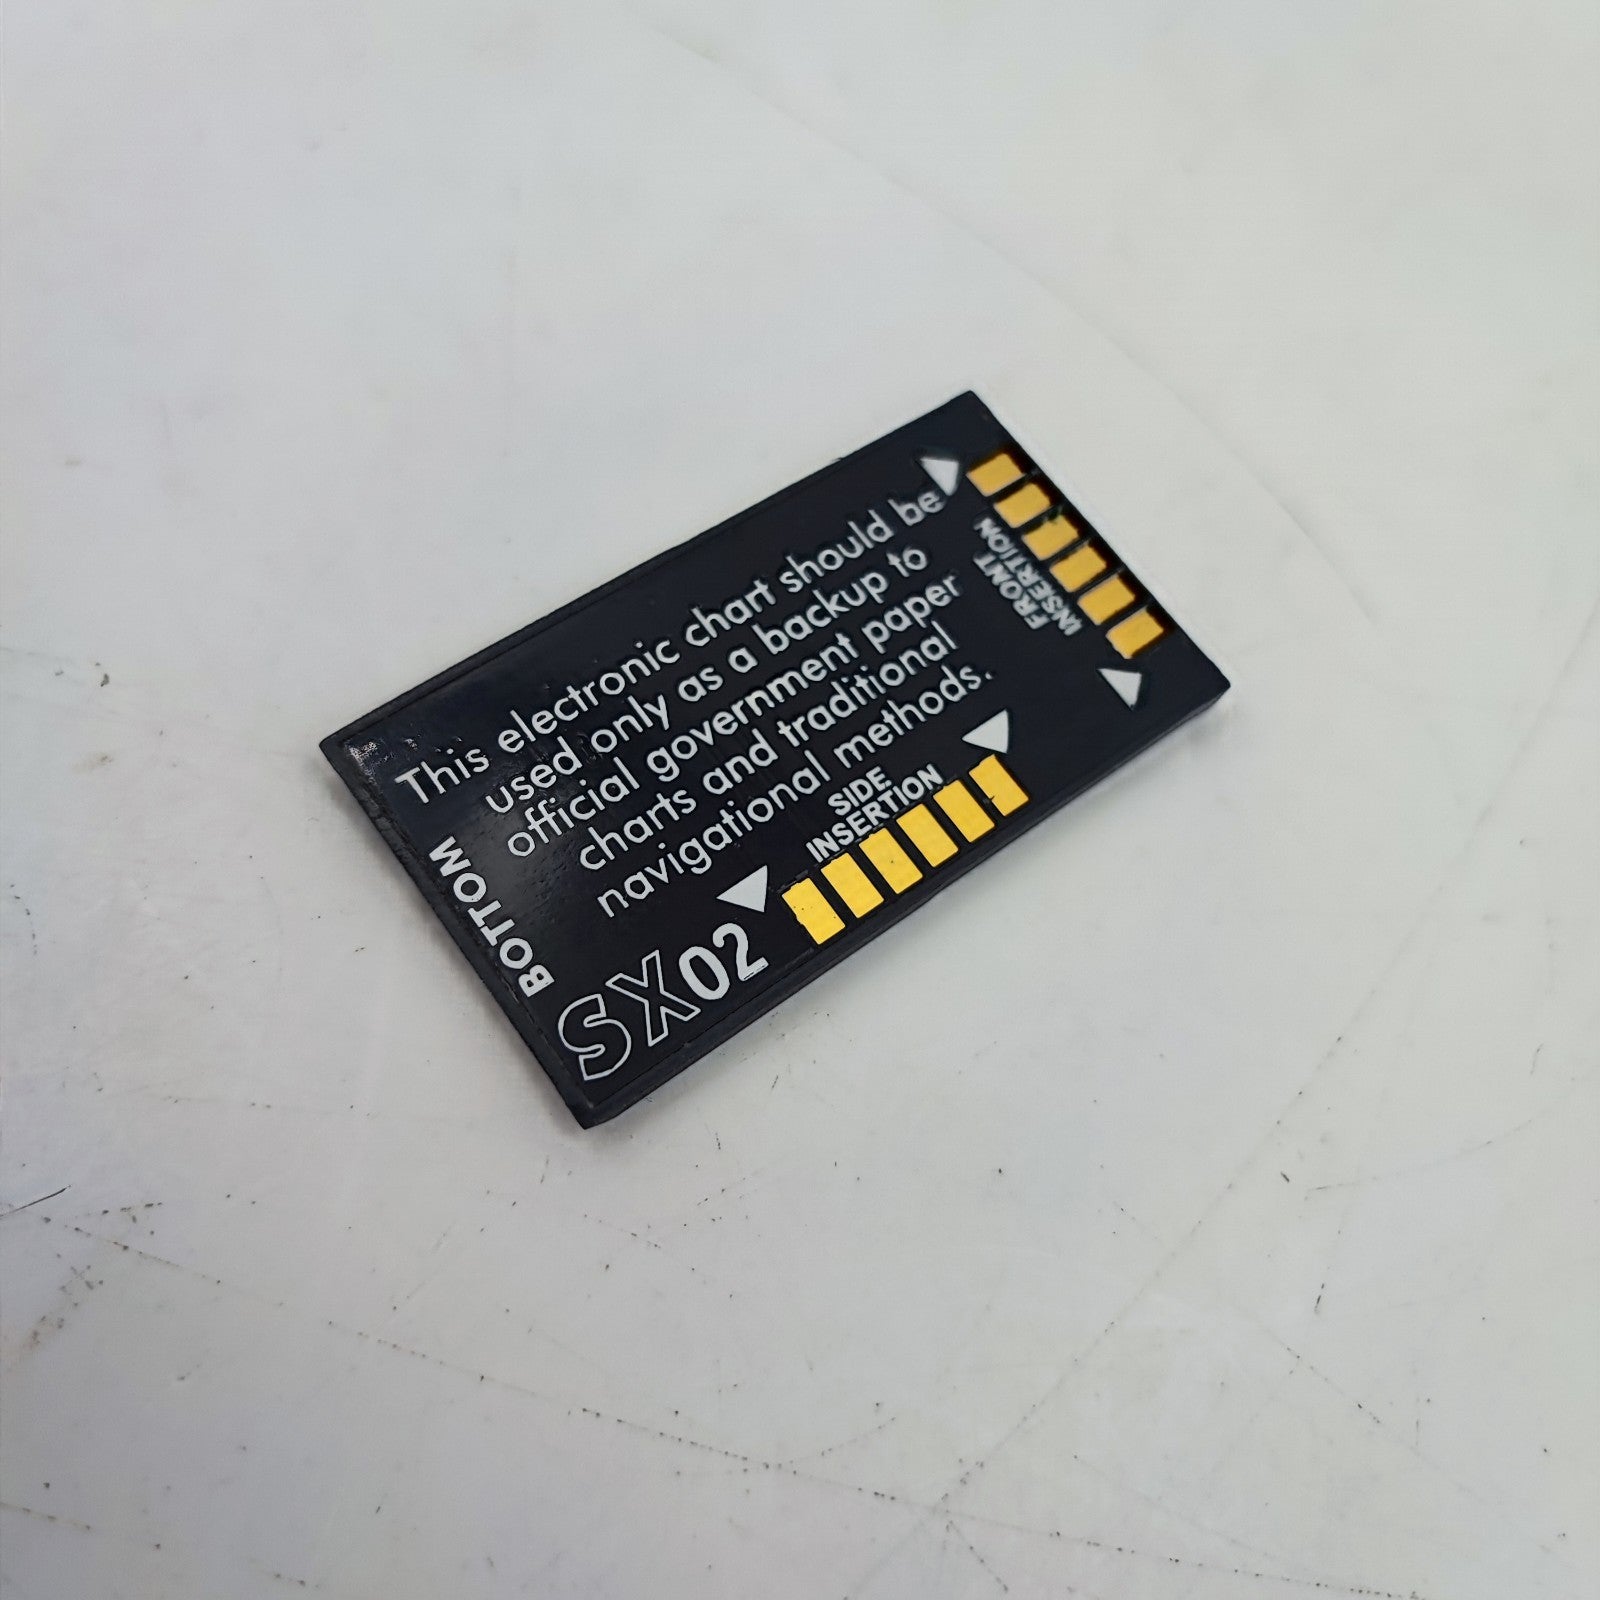 This electronic chart should be
used only as a backup to
official government paper
charts and traditional
navigational methods.
FRONT
INSERTION
SIDE
INSERTION
BOTTOM
SX02